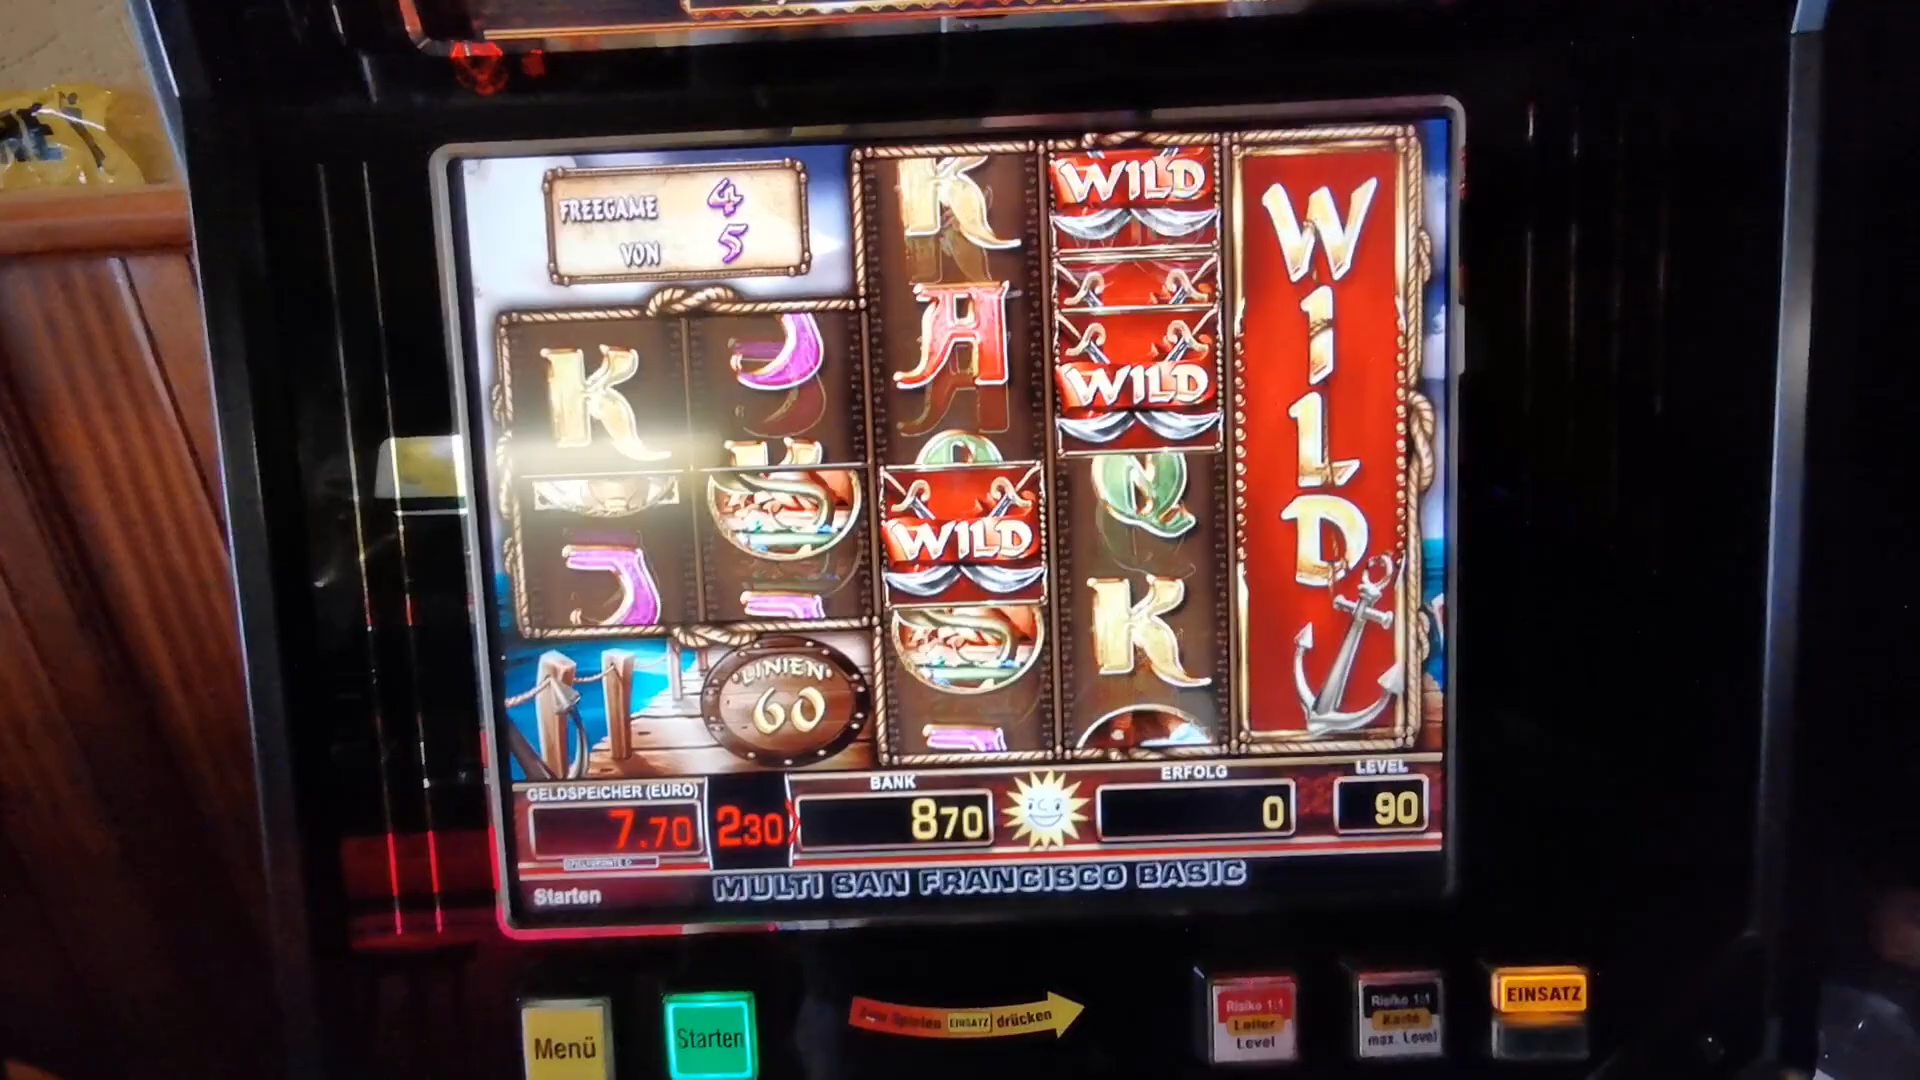 FREEGAME 4
VON 5
K
A
Q
WILD
WILD
WILD
WILD
K
J
K
J
Q
K
LINIEN
60
GELDSPEICHER (EURO)
7.70
230
BANK
870
ERFOLG
0
LEVEL
90
Starten
MULTI SAN FRANCISCO BASIC
Menü
Starten
EINSATZ drücken
Risiko 1:1
Leiter
Level
Risiko 1:1
Karte
max. Level
EINSATZ